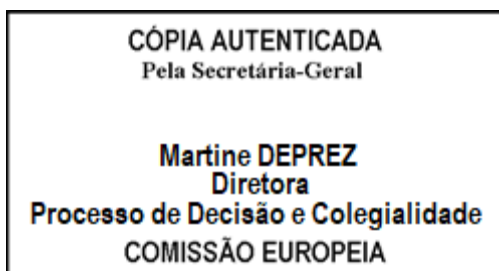 CÓPIA AUTENTICADA
Pela Secretária-Geral
Martine DEPREZ
Diretora
Processo de Decisão e Colegialidade
COMISSÃO EUROPEIA